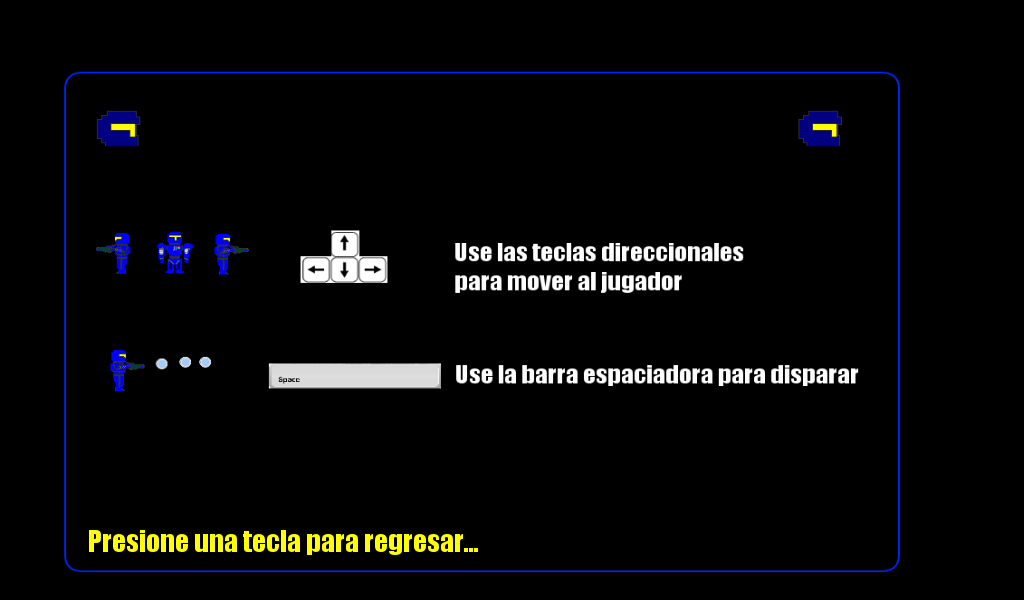 Use las teclas direccionales
para mover al jugador
Space
Use la barra espaciadora para disparar
Presione una tecla para regresar...